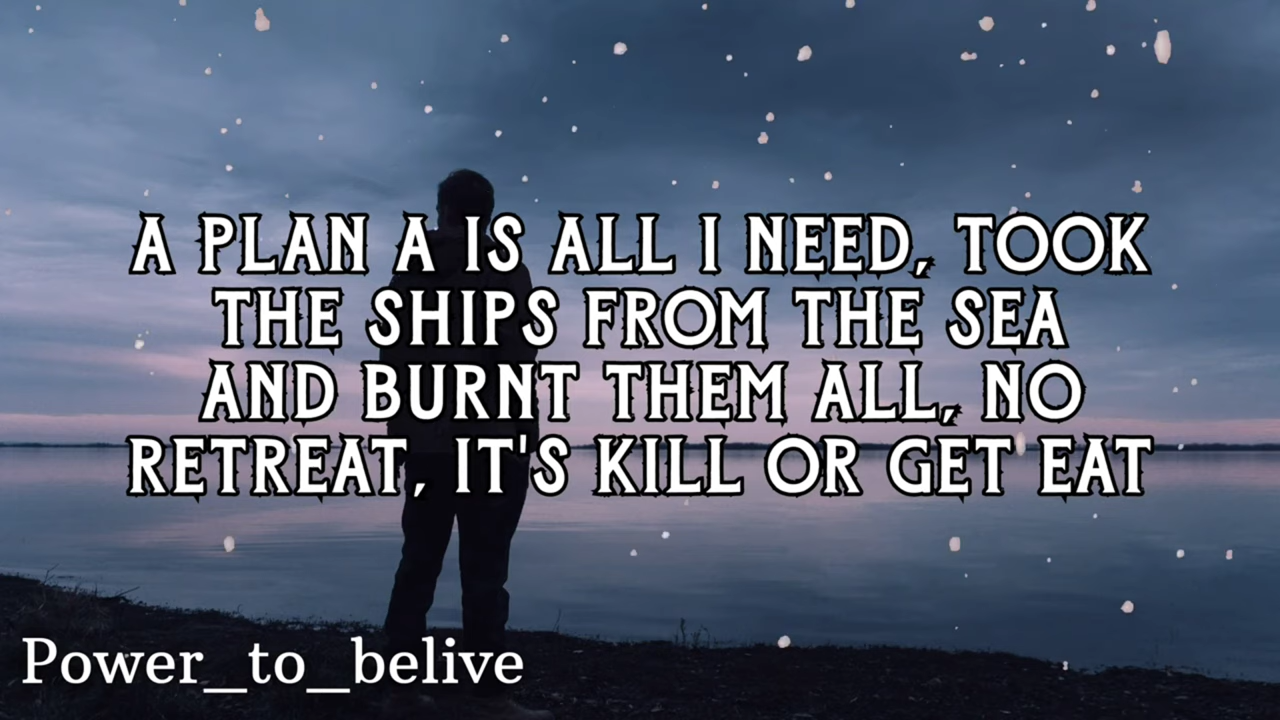 A PLAN A IS ALL I NEED, TOOK
THE SHIPS FROM THE SEA
AND BURNT THEM ALL, NO
RETREAT, IT'S KILL OR GET EAT
Power_to_belive